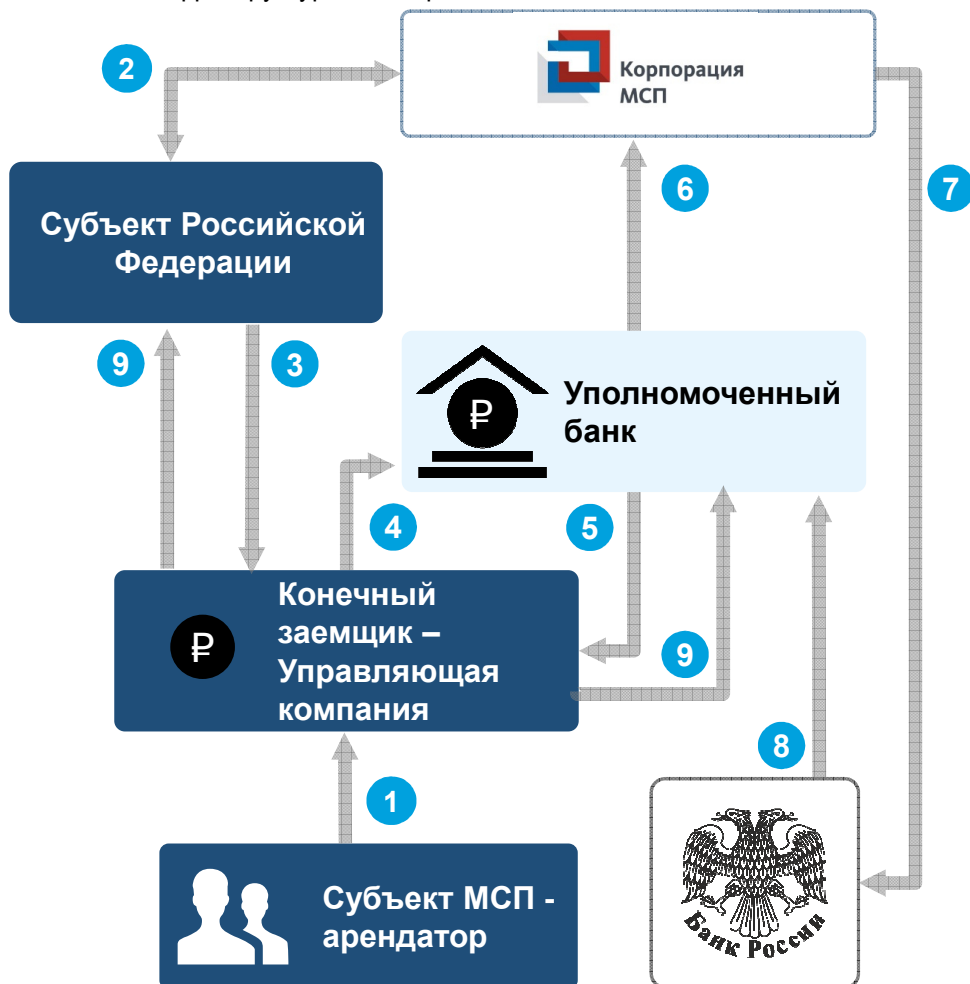 2
Корпорация
МСП
6
7
Субъект Российской
Федерации
9
3
₽
Уполномоченный
банк
4
5
₽
Конечный
заемщик –
Управляющая
компания
9
8
1
Субъект МСП -
арендатор
Банк России